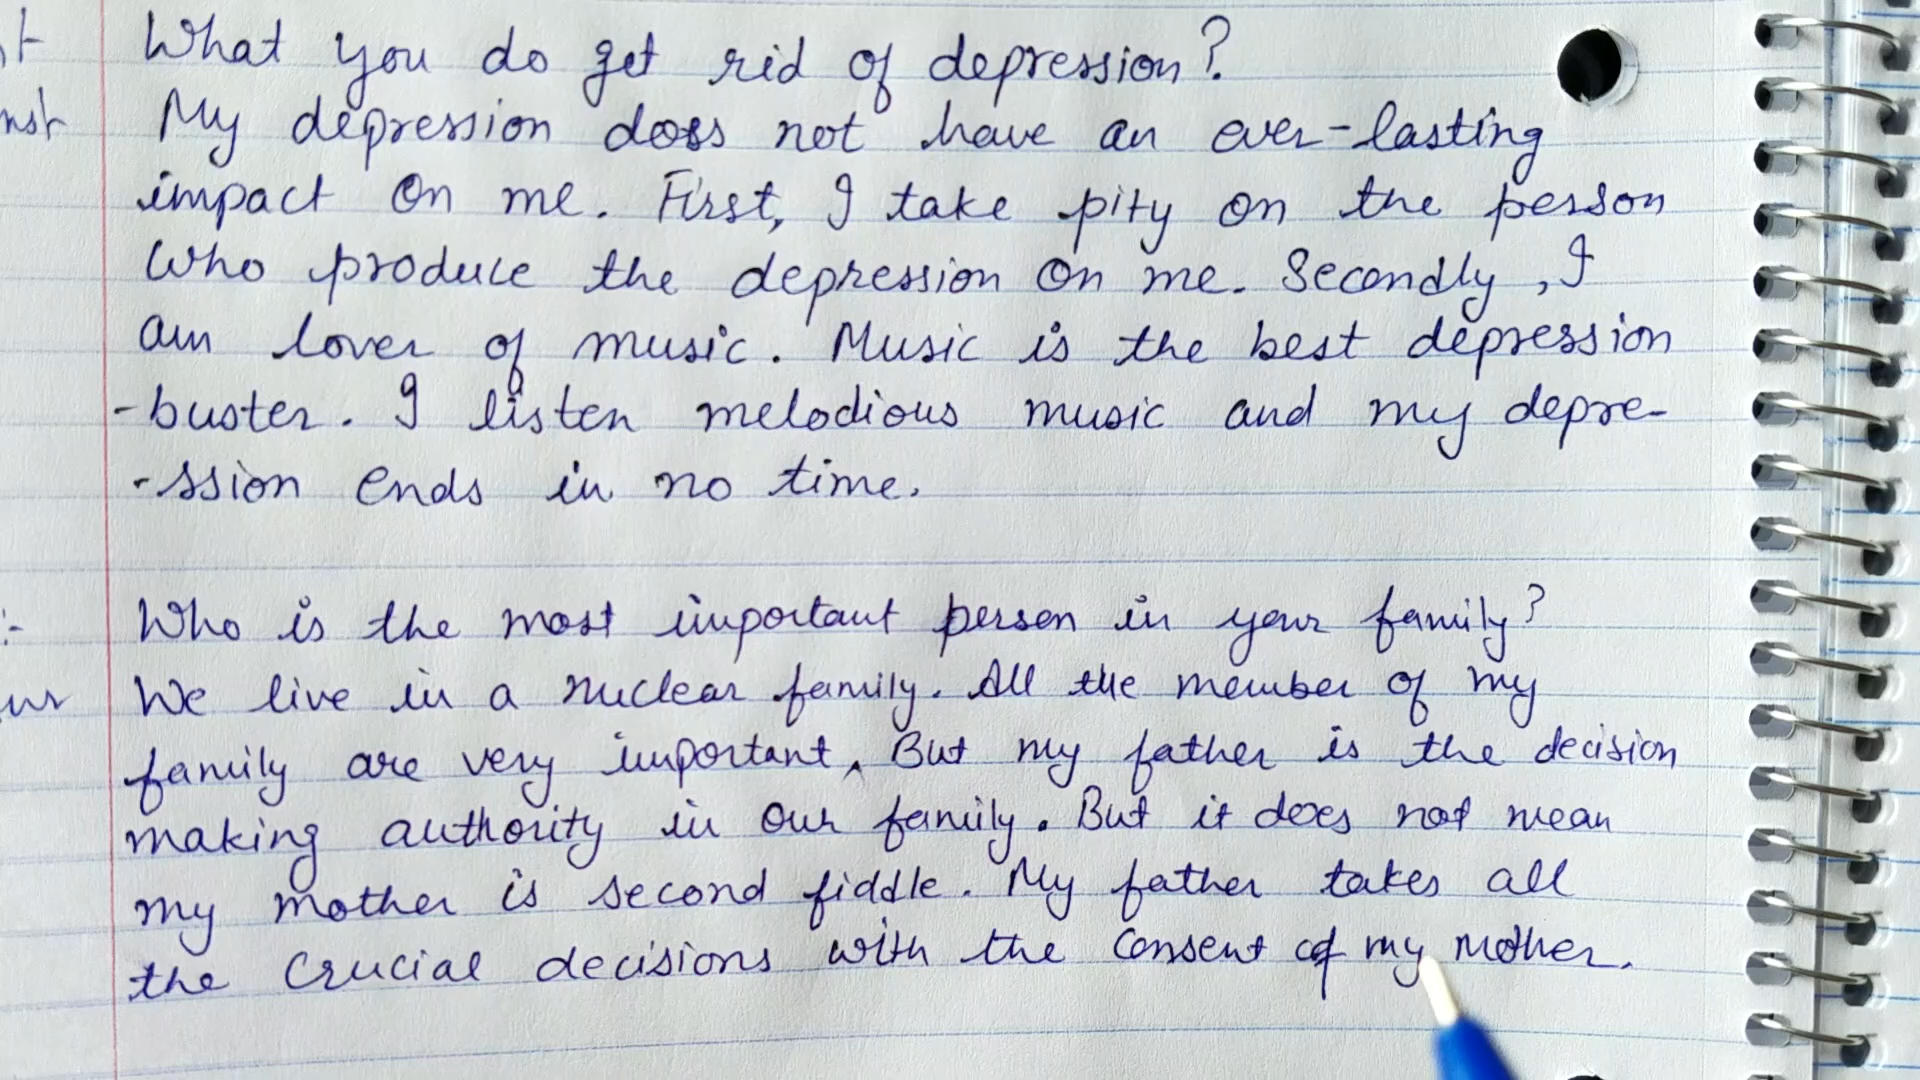 What you do get rid of depression?
My depression does not have an ever-lasting
impact on me. First, I take pity on the person
who produce the depression on me. Secondly, I
am lover of music. Music is the best depression
-buster. I listen melodious music and my depre-
-ssion ends in no time.
Who is the most important person in your family?
We live in a nuclear family. All the member of my
family are very important. But my father is the decision
making authority in our family. But it does not mean
my mother is second fiddle. My father takes all
the crucial decisions with the consent of my mother.